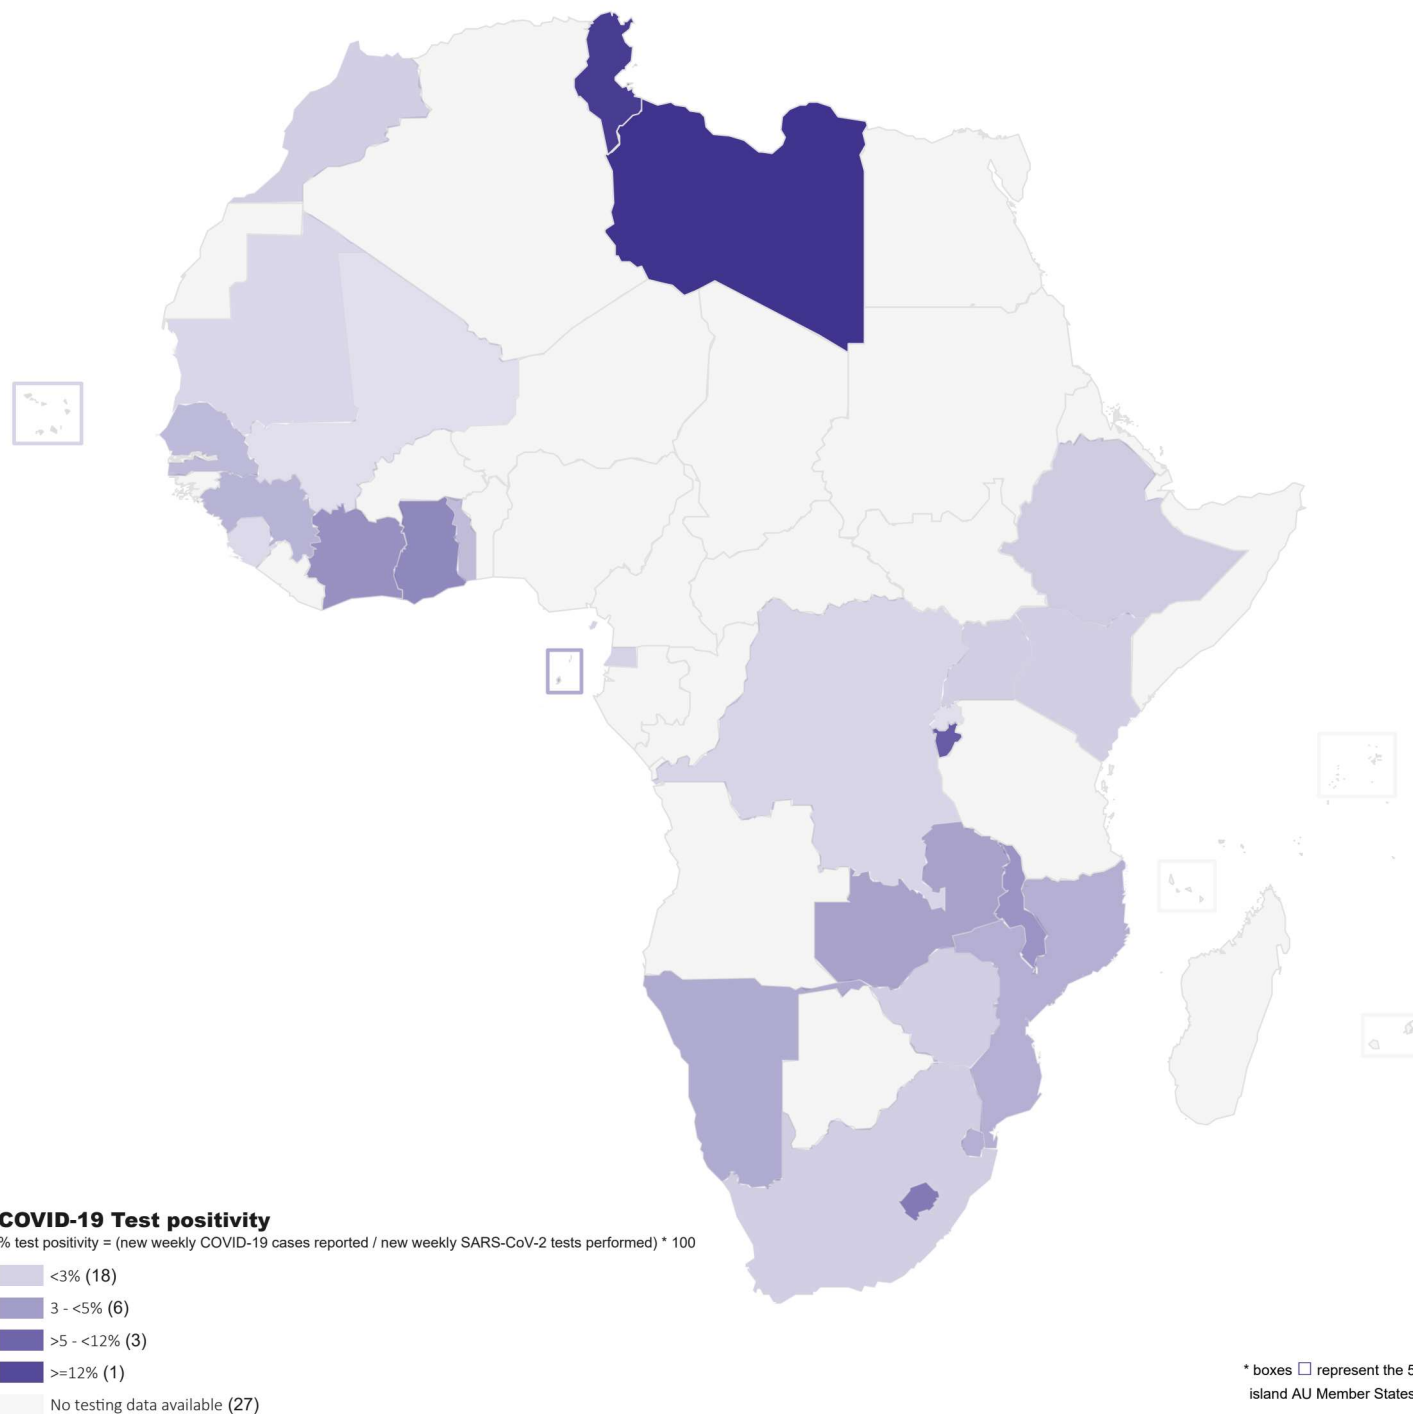 COVID-19 Test positivity
% test positivity = (new weekly COVID-19 cases reported / new weekly SARS-CoV-2 tests performed) * 100
<3% (18)
3 - <5% (6)
>5 - <12% (3)
>=12% (1)
No testing data available (27)
* boxes represent the 5
island AU Member States